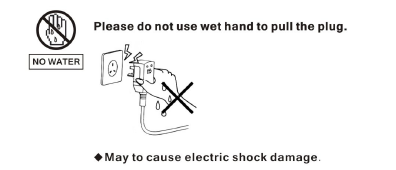 Please do not use wet hand to pull the plug.
NO WATER
◆May to cause electric shock damage.